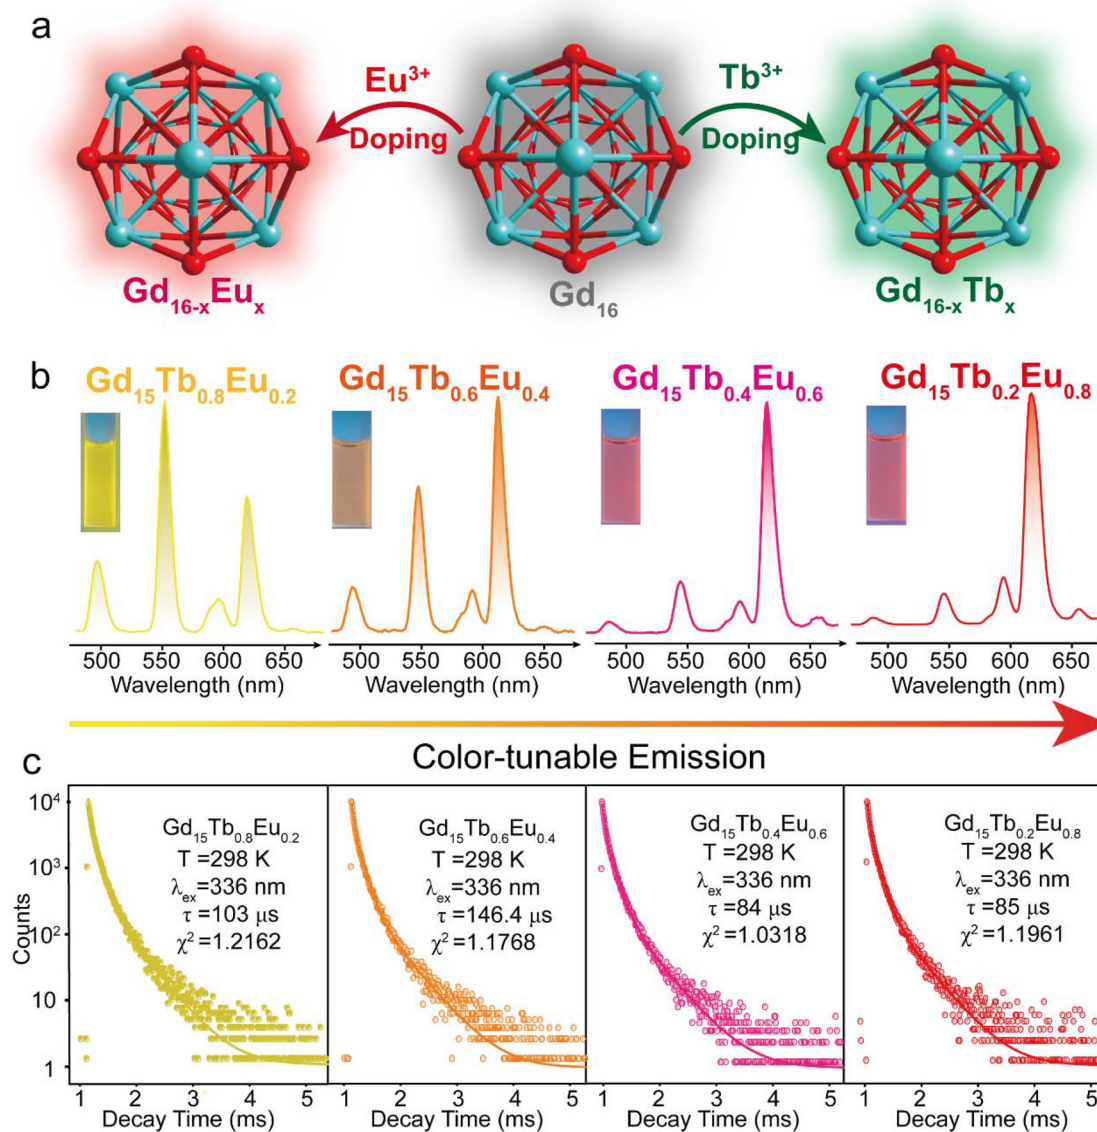 a
Eu³⁺
Doping
Tb³⁺
Doping
Gd₁₆₋ₓEuₓ
Gd₁₆
Gd₁₆₋ₓTbₓ
b
Gd₁₅Tb₀.₈Eu₀.₂
Gd₁₅Tb₀.₆Eu₀.₄
Gd₁₅Tb₀.₄Eu₀.₆
Gd₁₅Tb₀.₂Eu₀.₈
500 550 600 650
500 550 600 650
500 550 600 650
500 550 600 650
Wavelength (nm)
Wavelength (nm)
Wavelength (nm)
Wavelength (nm)
Color-tunable Emission
c
Counts
10⁴
10³
10²
10
1
Gd₁₅Tb₀.₈Eu₀.₂
T =298 K
λₑₓ=336 nm
τ =103 μs
χ² =1.2162
1 2 3 4 5
Decay Time (ms)
Gd₁₅Tb₀.₆Eu₀.₄
T =298 K
λₑₓ=336 nm
τ =146.4 μs
χ² =1.1768
1 2 3 4 5
Decay Time (ms)
Gd₁₅Tb₀.₄Eu₀.₆
T =298 K
λₑₓ=336 nm
τ =84 μs
χ² =1.0318
1 2 3 4 5
Decay Time (ms)
Gd₁₅Tb₀.₂Eu₀.₈
T =298 K
λₑₓ=336 nm
τ =85 μs
χ² =1.1961
1 2 3 4 5
Decay Time (ms)